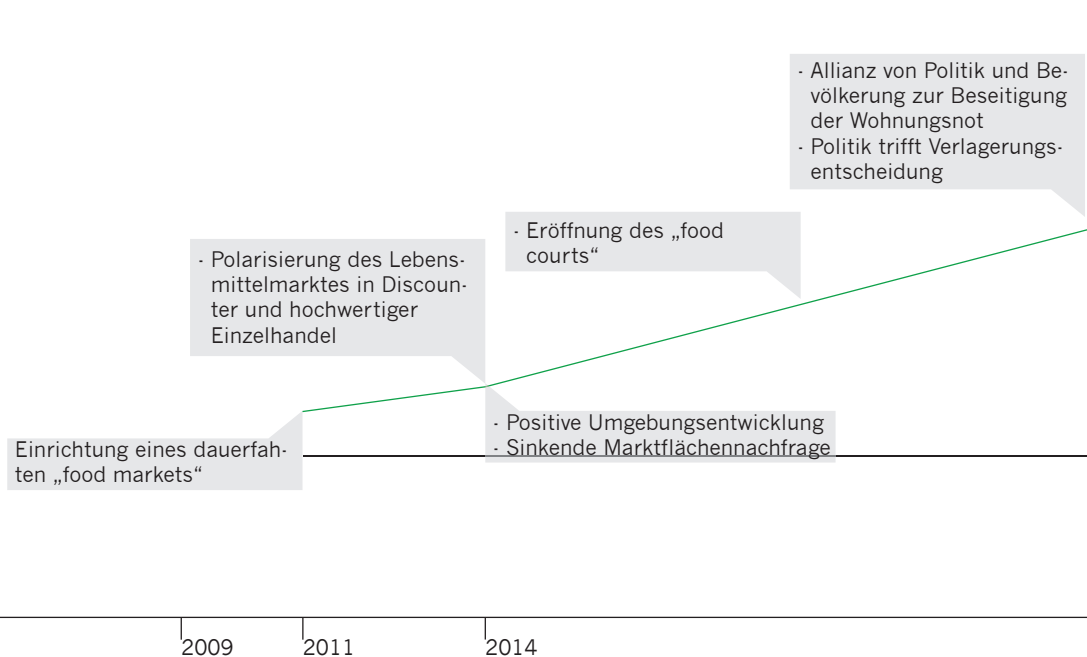 - Allianz von Politik und Be-
völkerung zur Beseitigung
der Wohnungsnot
- Politik trifft Verlagerungs-
entscheidung
- Eröffnung des „food
courts“
- Polarisierung des Lebens-
mittelmarktes in Discoun-
ter und hochwertiger
Einzelhandel
- Positive Umgebungsentwicklung
- Sinkende Marktflächennachfrage
Einrichtung eines dauerfah-
ten „food markets“
2009
2011
2014